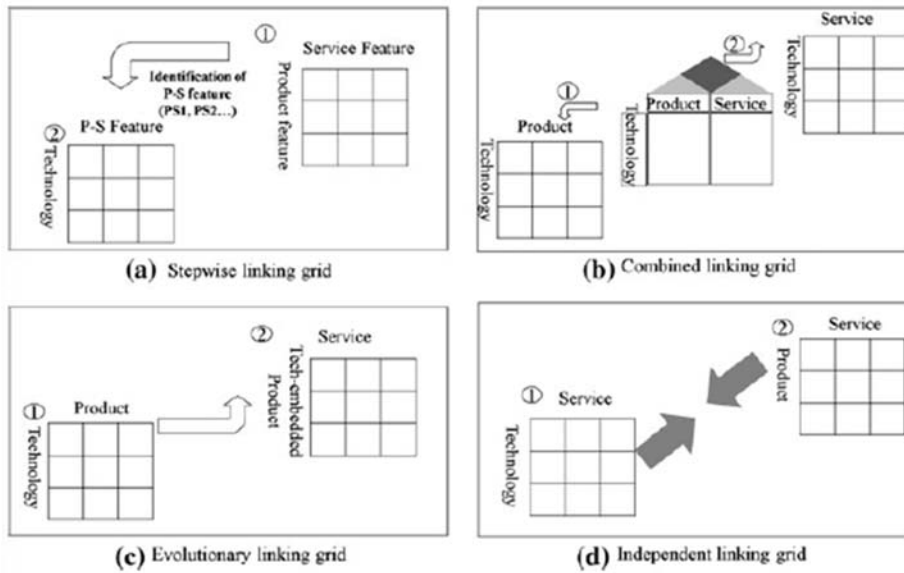 ①
Service Feature
Product feature
Identification of
P-S feature
(PS1, PS2...)
②
P-S Feature
Technology
(a) Stepwise linking grid
Service
Technology
②
Product Service
Technology
①
Product
Technology
(b) Combined linking grid
②
Service
Tech-embedded
Product
①
Product
Technology
(c) Evolutionary linking grid
②
Service
Product
①
Service
Technology
(d) Independent linking grid